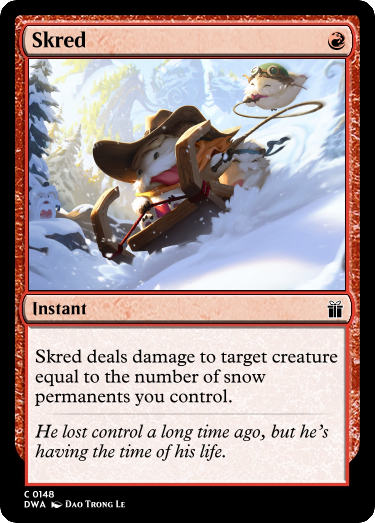 Skred
Instant
Skred deals damage to target creature
equal to the number of snow
permanents you control.
He lost control a long time ago, but he's
having the time of his life.
C 0148
DWA Dao Trong Le